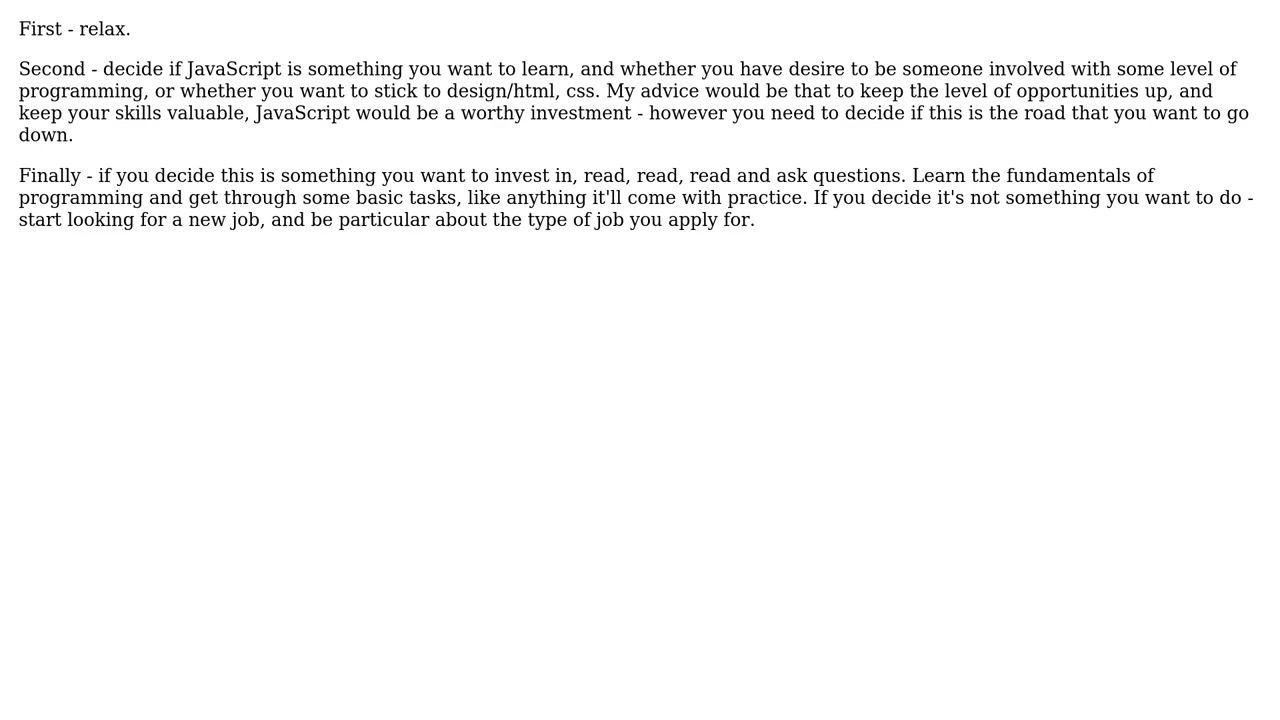 First - relax.
Second - decide if JavaScript is something you want to learn, and whether you have desire to be someone involved with some level of
programming, or whether you want to stick to design/html, css. My advice would be that to keep the level of opportunities up, and
keep your skills valuable, JavaScript would be a worthy investment - however you need to decide if this is the road that you want to go
down.
Finally - if you decide this is something you want to invest in, read, read, read and ask questions. Learn the fundamentals of
programming and get through some basic tasks, like anything it'll come with practice. If you decide it's not something you want to do -
start looking for a new job, and be particular about the type of job you apply for.